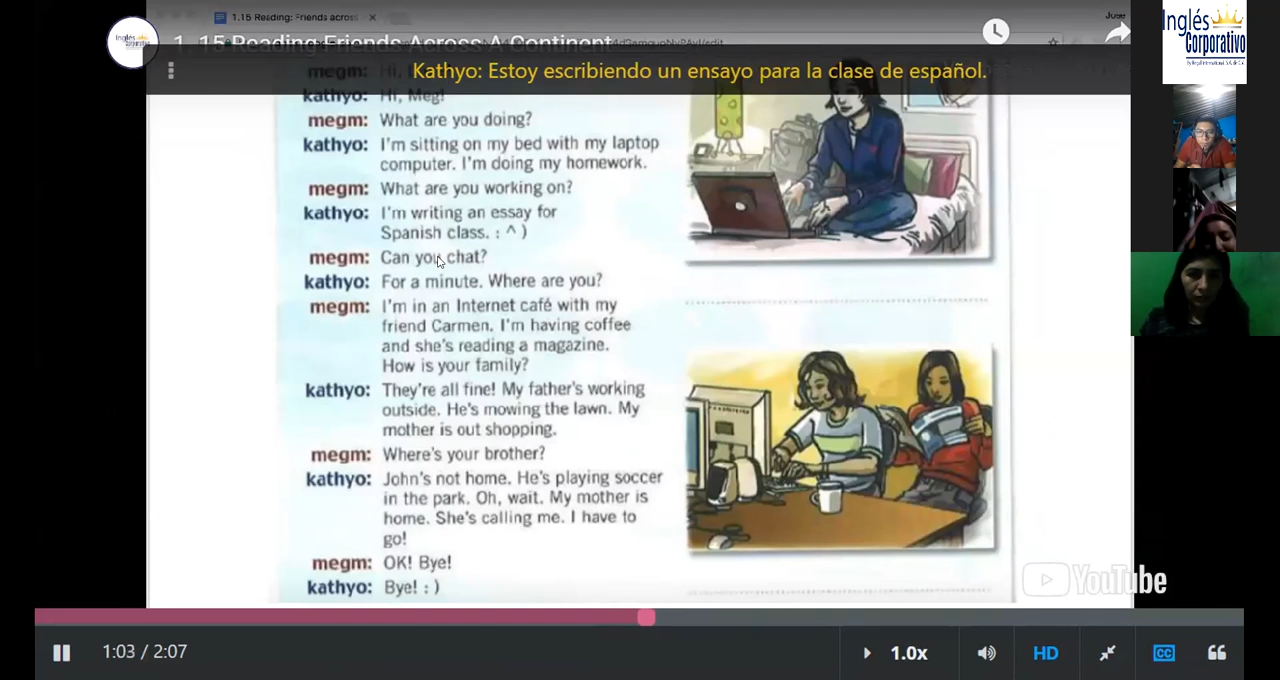 1.15 Reading: Friends across
Jose
Inglés
Corporativo
1. 15 Reading Friends Across A Continent
Kathyo: Estoy escribiendo un ensayo para la clase de español.
kathyo: Hi, Meg!
megm: What are you doing?
kathyo: I'm sitting on my bed with my laptop
computer. I'm doing my homework.
megm: What are you working on?
kathyo: I'm writing an essay for
Spanish class. : ^ )
megm: Can you chat?
kathyo: For a minute. Where are you?
megm: I'm in an Internet café with my
friend Carmen. I'm having coffee
and she's reading a magazine.
How is your family?
kathyo: They're all fine! My father's working
outside. He's mowing the lawn. My
mother is out shopping.
megm: Where's your brother?
kathyo: John's not home. He's playing soccer
in the park. Oh, wait. My mother is
home. She's calling me. I have to
go!
megm: OK! Bye!
kathyo: Bye! : )
YouTube
1:03 / 2:07
1.0x
HD
CC